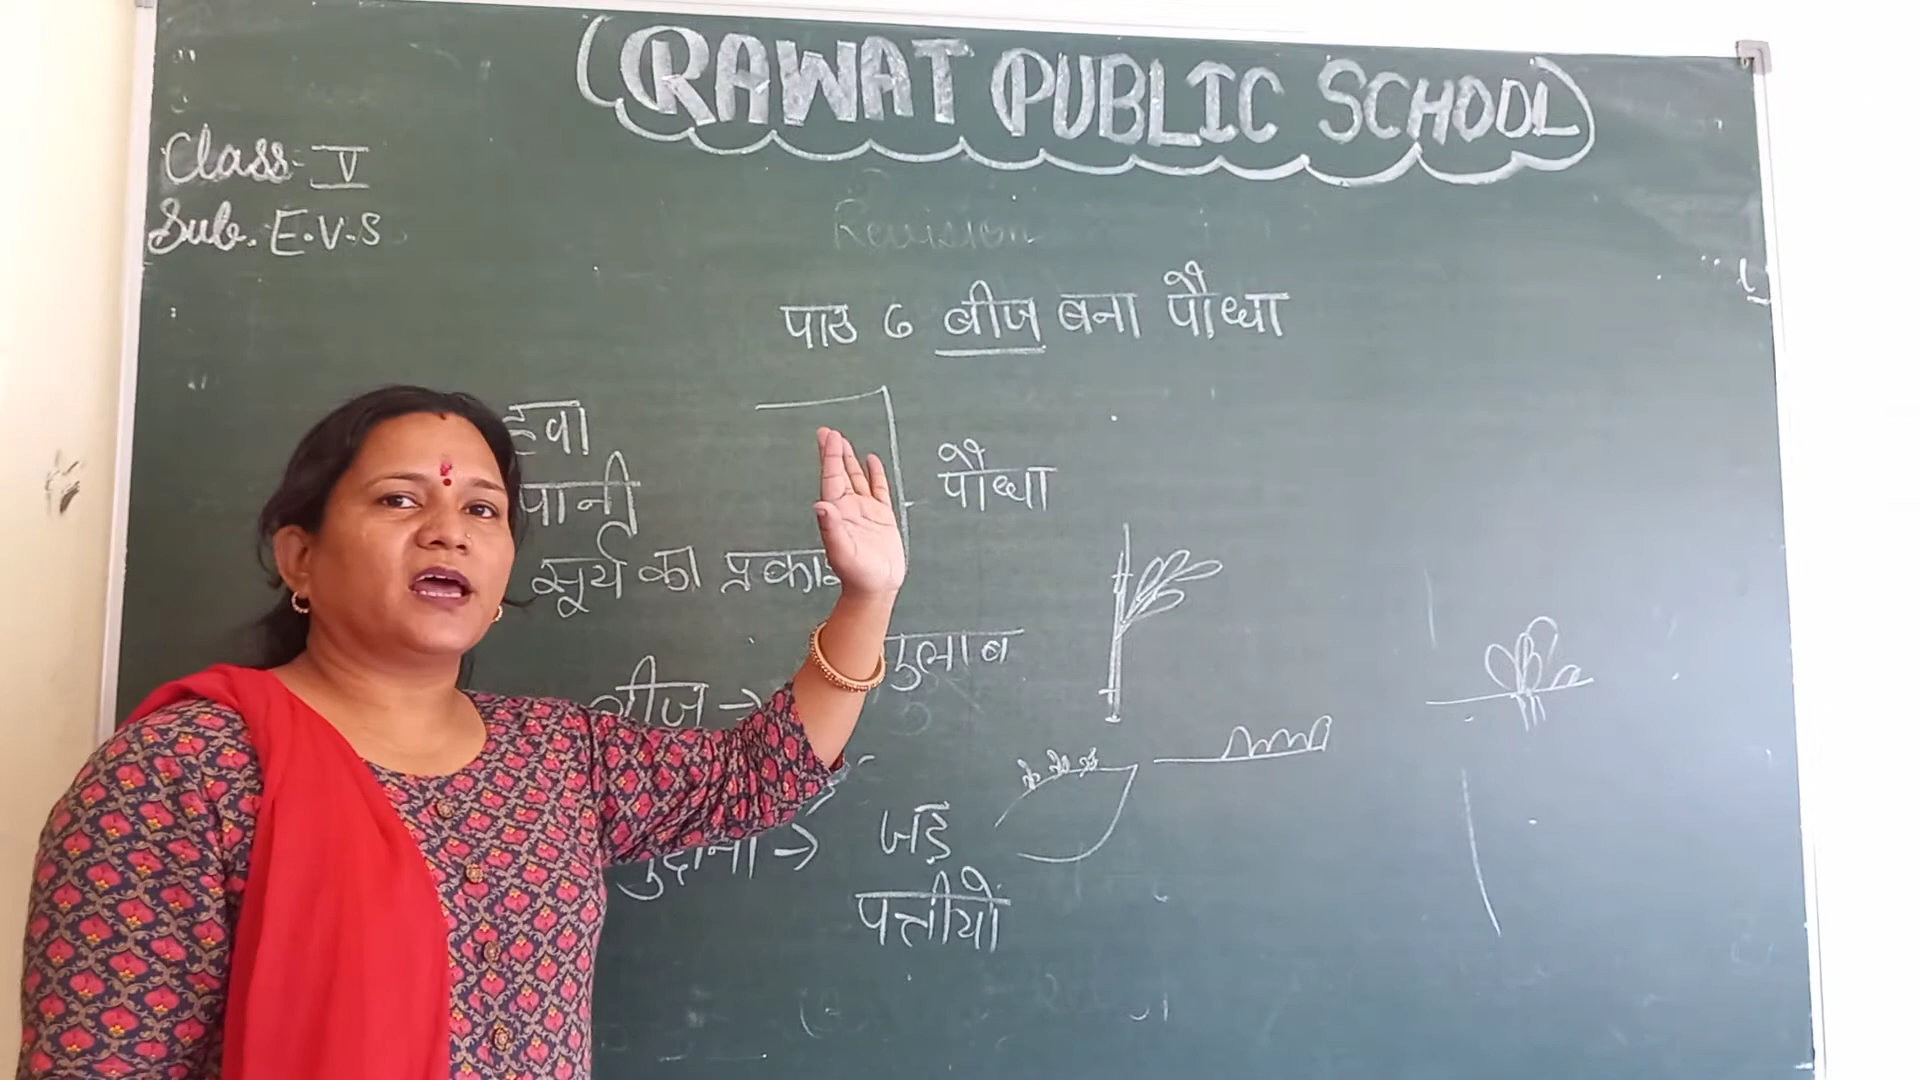 RAWAT PUBLIC SCHOOL
Class - V
Sub. E.V.S
Revision
पाठ 6 बीज बना पौधा
हवा
पानी
पौधा
सूर्य का प्रका
बीज → गुलाब
→ जड़े
पत्तीयों